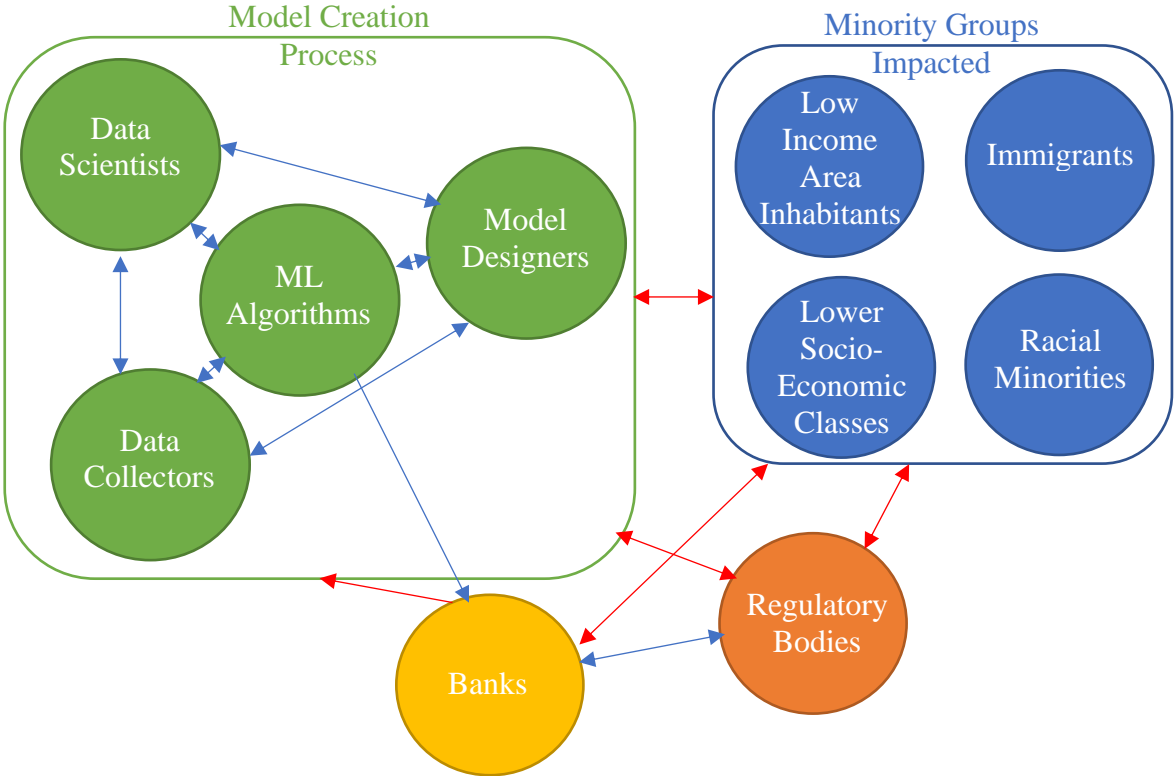 Model Creation
Process
Data
Scientists
ML
Algorithms
Model
Designers
Data
Collectors
Minority Groups
Impacted
Low
Income
Area
Inhabitants
Immigrants
Lower
Socio-
Economic
Classes
Racial
Minorities
Banks
Regulatory
Bodies